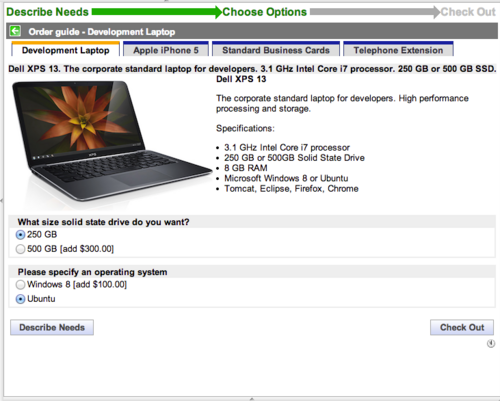 Describe Needs Choose Options Check Out
Order guide - Development Laptop
Development Laptop Apple iPhone 5 Standard Business Cards Telephone Extension
Dell XPS 13. The corporate standard laptop for developers. 3.1 GHz Intel Core i7 processor. 250 GB or 500 GB SSD.
Dell XPS 13
The corporate standard laptop for developers. High performance
processing and storage.
Specifications:
• 3.1 GHz Intel Core i7 processor
• 250 GB or 500GB Solid State Drive
• 8 GB RAM
• Microsoft Windows 8 or Ubuntu
• Tomcat, Eclipse, Firefox, Chrome
XPS
What size solid state drive do you want?
250 GB
500 GB [add $300.00]
Please specify an operating system
Windows 8 [add $100.00]
Ubuntu
Describe Needs Check Out